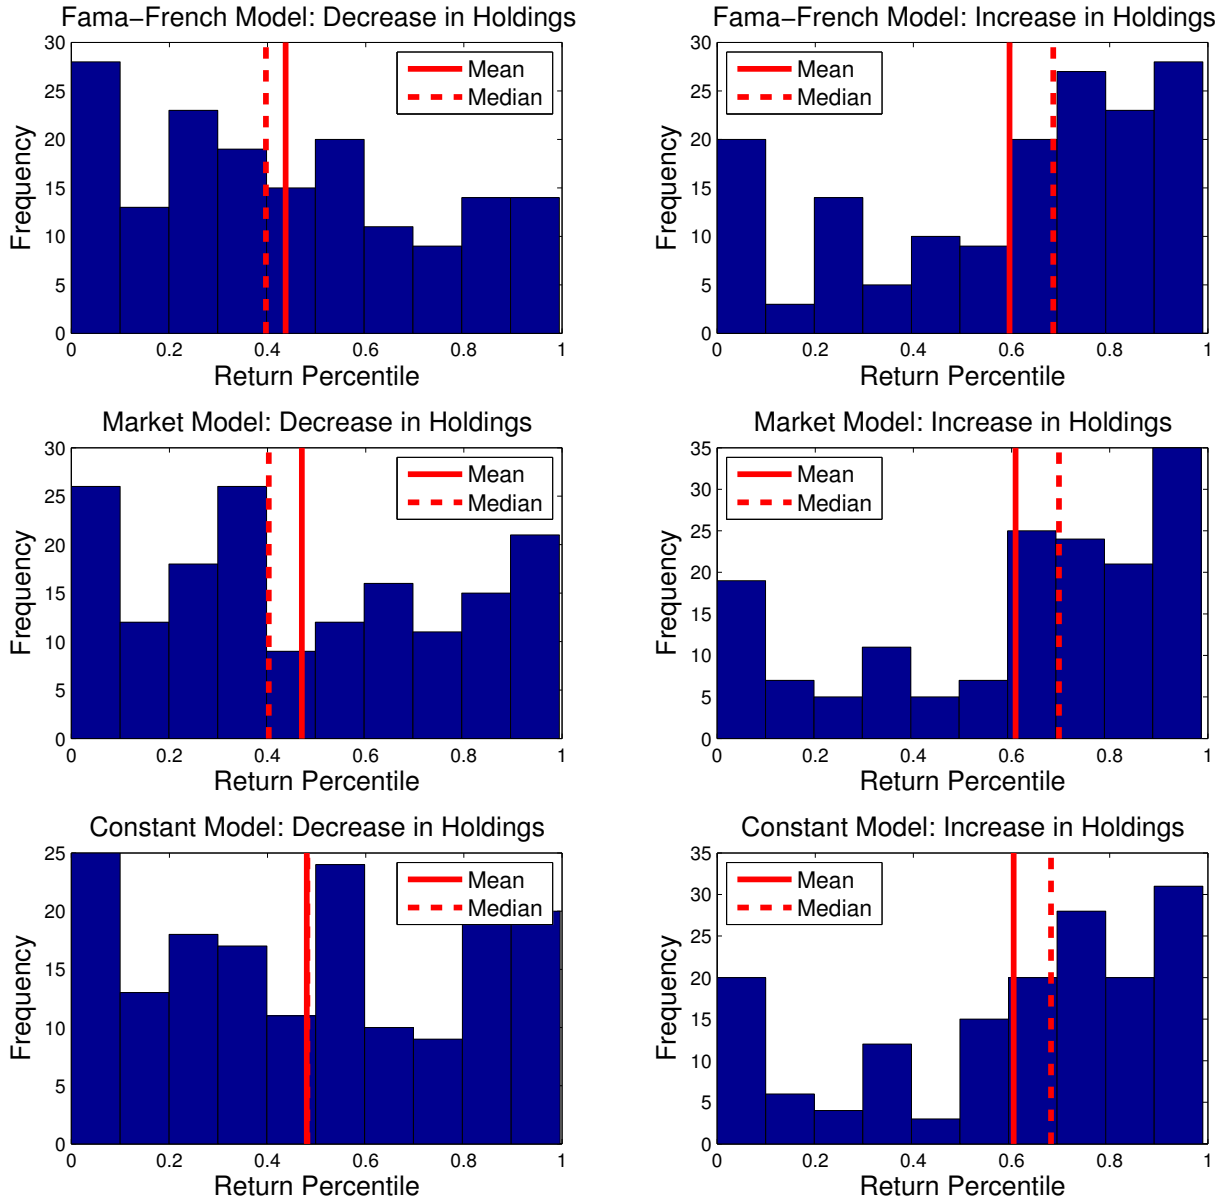 Fama−French Model: Decrease in Holdings
30
25
20
15
10
5
0
Frequency
Mean
Median
0 0.2 0.4 0.6 0.8 1
Return Percentile
Fama−French Model: Increase in Holdings
30
25
20
15
10
5
0
Frequency
Mean
Median
0 0.2 0.4 0.6 0.8 1
Return Percentile
Market Model: Decrease in Holdings
30
25
20
15
10
5
0
Frequency
Mean
Median
0 0.2 0.4 0.6 0.8 1
Return Percentile
Market Model: Increase in Holdings
35
30
25
20
15
10
5
0
Frequency
Mean
Median
0 0.2 0.4 0.6 0.8 1
Return Percentile
Constant Model: Decrease in Holdings
25
20
15
10
5
0
Frequency
Mean
Median
0 0.2 0.4 0.6 0.8 1
Return Percentile
Constant Model: Increase in Holdings
35
30
25
20
15
10
5
0
Frequency
Mean
Median
0 0.2 0.4 0.6 0.8 1
Return Percentile